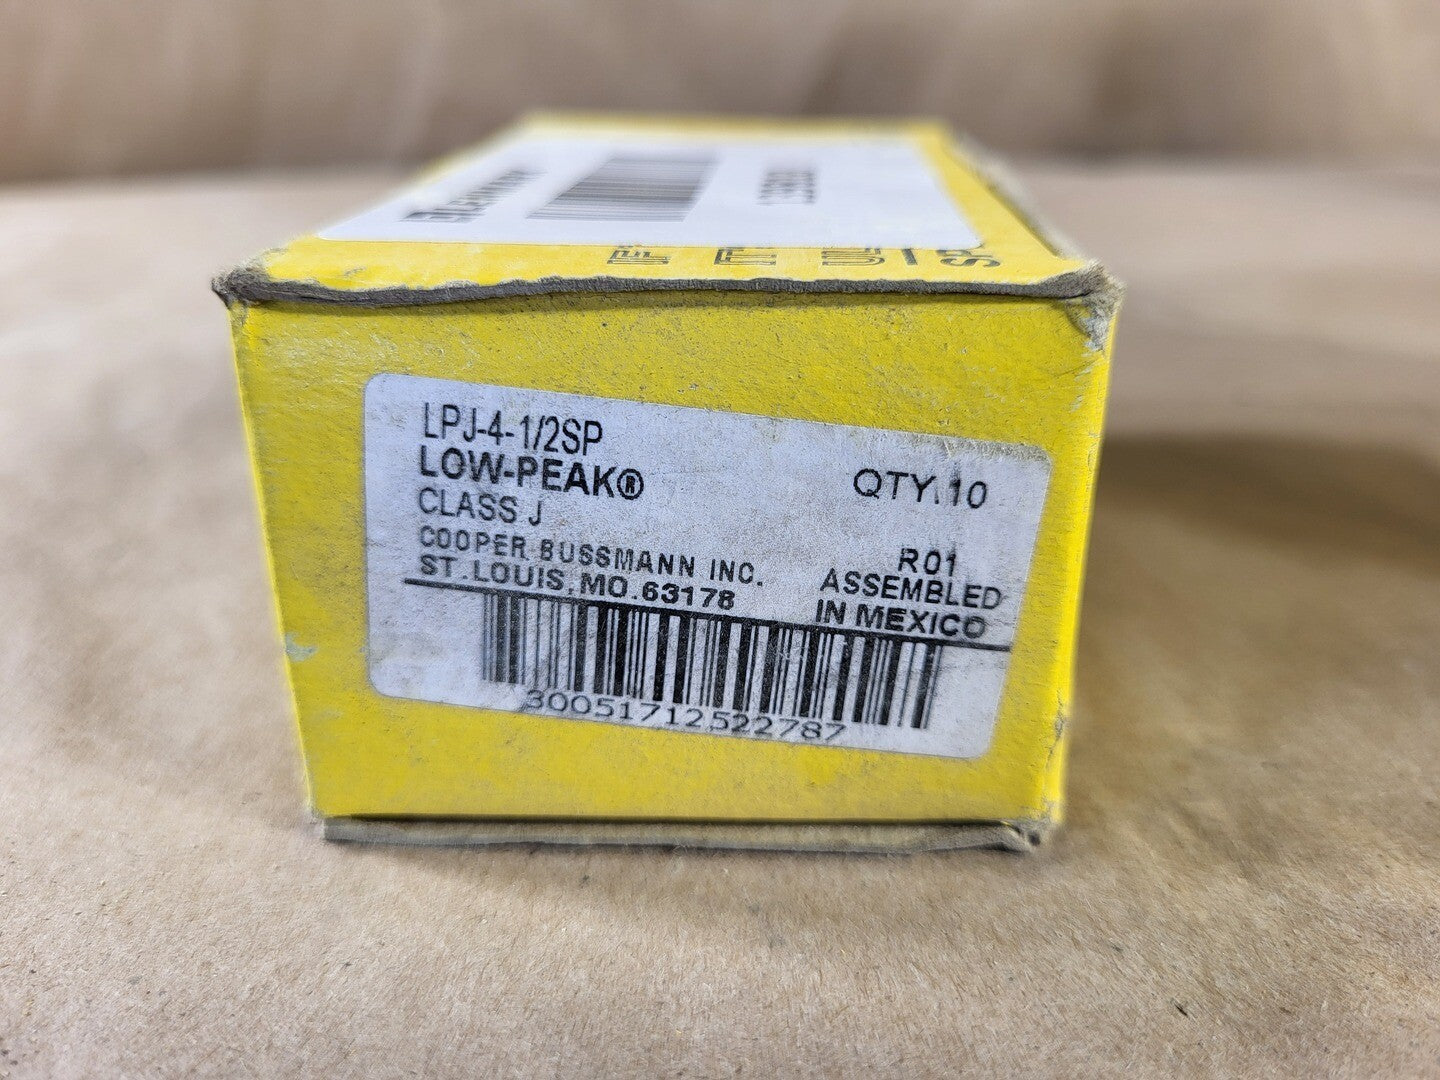 LPJ-4-1/2SP
LOW-PEAK®
QTY. 10
CLASS J
COOPER BUSSMANN INC.
ST. LOUIS, MO. 63178
R01
ASSEMBLED
IN MEXICO
30051712522787